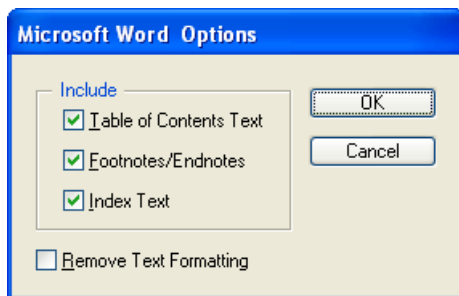 Microsoft Word Options
Include
Table of Contents Text
Footnotes/Endnotes
Index Text
Remove Text Formatting
OK
Cancel